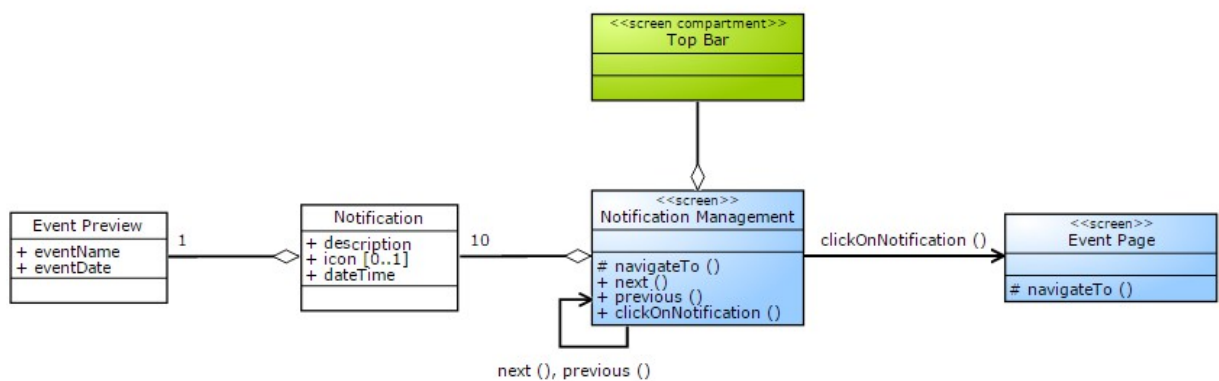 <<screen compartment>>
Top Bar
Event Preview
+ eventName
+ eventDate
1
Notification
+ description
+ icon [0..1]
+ dateTime
10
<<screen>>
Notification Management
# navigateTo ()
+ next ()
+ previous ()
+ clickOnNotification ()
next (), previous ()
clickOnNotification ()
<<screen>>
Event Page
# navigateTo ()